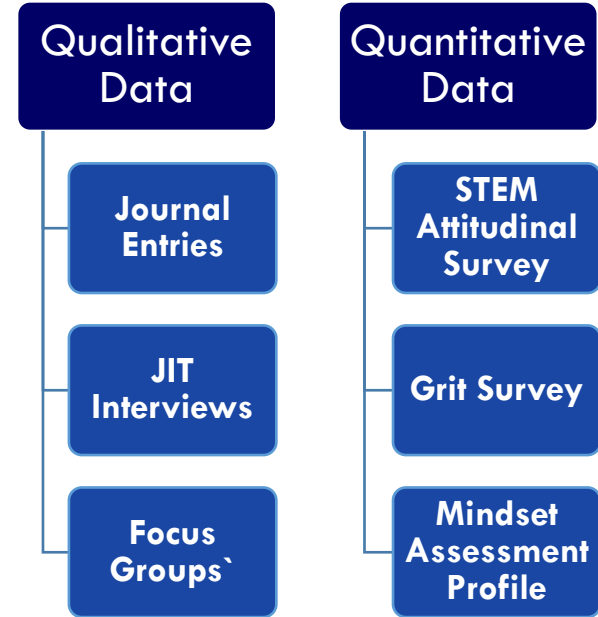 Qualitative
Data
Journal
Entries
JIT
Interviews
Focus
Groups`
Quantitative
Data
STEM
Attitudinal
Survey
Grit Survey
Mindset
Assessment
Profile